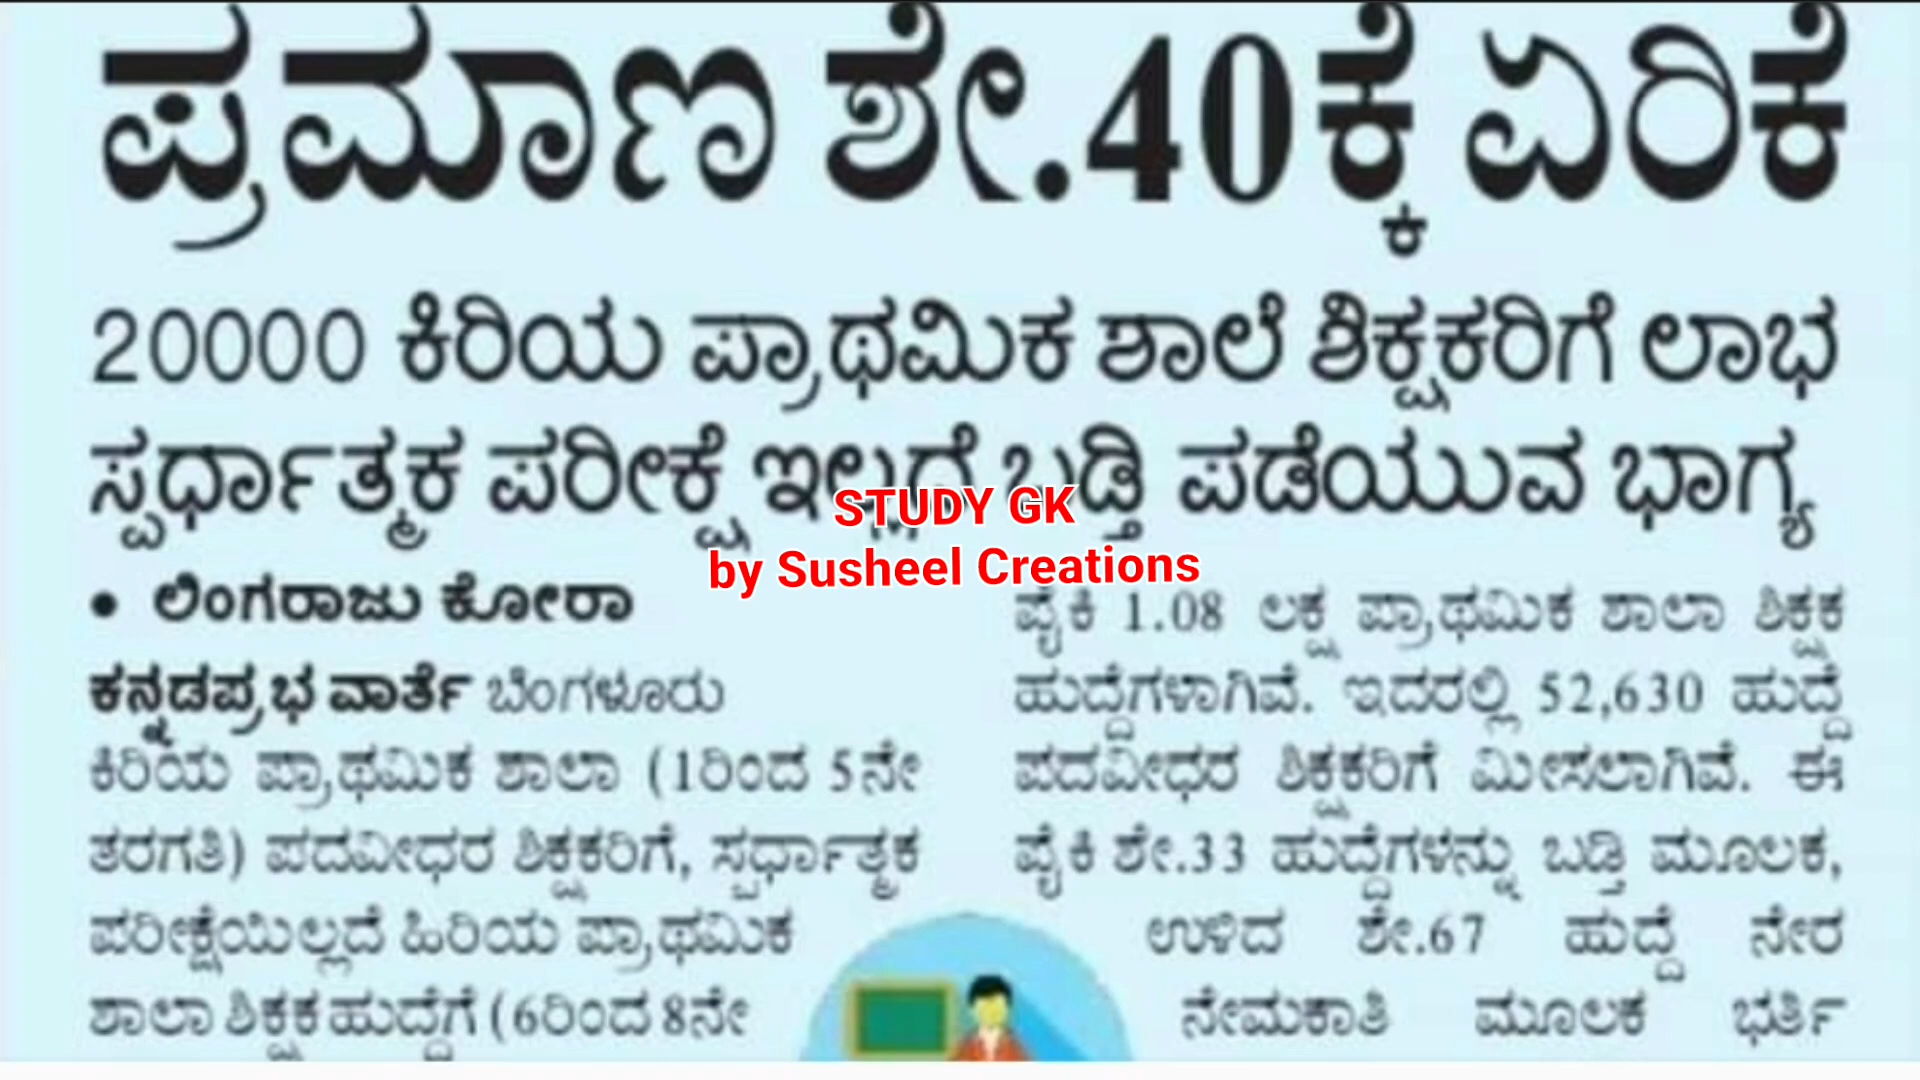 ಪ್ರಮಾಣ ಶೇ.40ಕ್ಕೆ ಏರಿಕೆ
20000 ಕಿರಿಯ ಪ್ರಾಥಮಿಕ ಶಾಲೆ ಶಿಕ್ಷಕರಿಗೆ ಲಾಭ
ಸ್ಪರ್ಧಾತ್ಮಕ ಪರೀಕ್ಷೆ ಇಲ್ಲದೆ ಬಡ್ತಿ ಪಡೆಯುವ ಭಾಗ್ಯ
STUDY GK
by Susheel Creations
• ಲಿಂಗರಾಜು ಕೋರಾ
ಕನ್ನಡಪ್ರಭ ವಾರ್ತೆ ಬೆಂಗಳೂರು
ಕಿರಿಯ ಪ್ರಾಥಮಿಕ ಶಾಲಾ (1ರಿಂದ 5ನೇ
ತರಗತಿ) ಪದವೀಧರ ಶಿಕ್ಷಕರಿಗೆ, ಸ್ಪರ್ಧಾತ್ಮಕ
ಪರೀಕ್ಷೆಯಿಲ್ಲದೆ ಹಿರಿಯ ಪ್ರಾಥಮಿಕ
ಶಾಲಾ ಶಿಕ್ಷಕ ಹುದ್ದೆಗೆ (6ರಿಂದ 8ನೇ
ಪೈಕಿ 1.08 ಲಕ್ಷ ಪ್ರಾಥಮಿಕ ಶಾಲಾ ಶಿಕ್ಷಕ
ಹುದ್ದೆಗಳಾಗಿವೆ. ಇದರಲ್ಲಿ 52,630 ಹುದ್ದೆ
ಪದವೀಧರ ಶಿಕ್ಷಕರಿಗೆ ಮೀಸಲಾಗಿವೆ. ಈ
ಪೈಕಿ ಶೇ.33 ಹುದ್ದೆಗಳನ್ನು ಬಡ್ತಿ ಮೂಲಕ,
ಉಳಿದ ಶೇ.67 ಹುದ್ದೆ ನೇರ
ನೇಮಕಾತಿ ಮೂಲಕ ಭರ್ತಿ